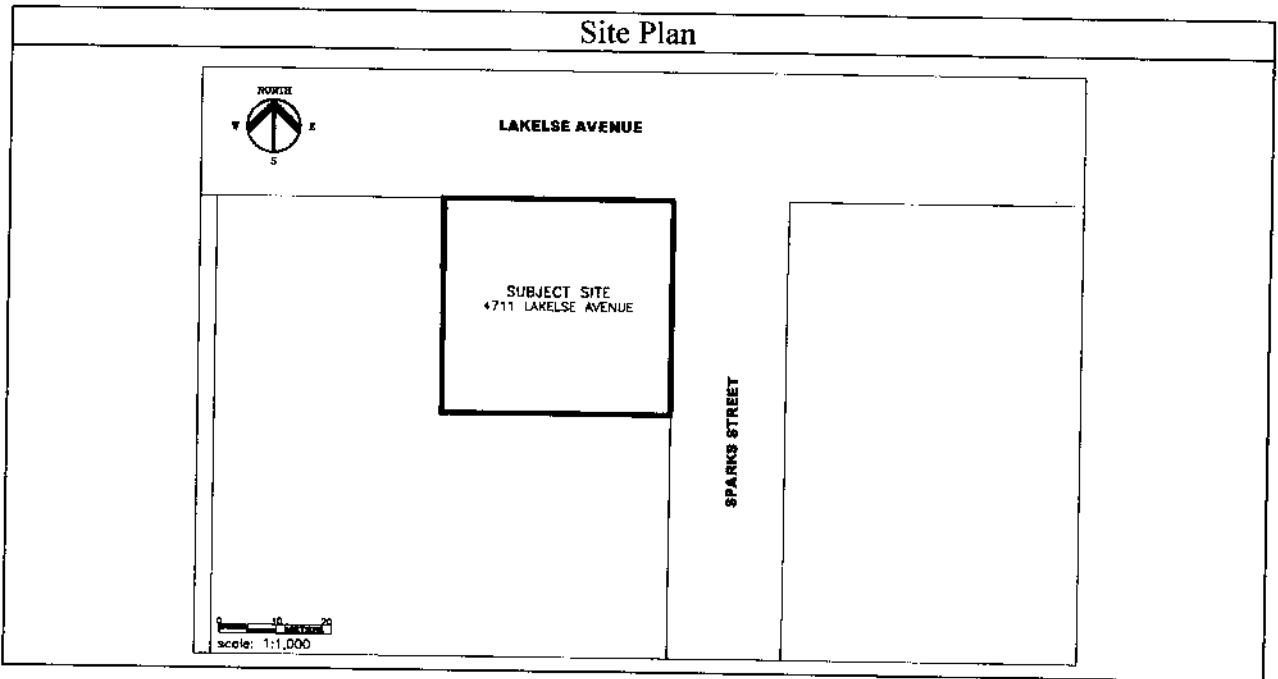 Site Plan
NORTH
W E
S
LAKELSE AVENUE
SUBJECT SITE
4711 LAKELSE AVENUE
SPARKS STREET
0 10 20
scale: 1:1,000